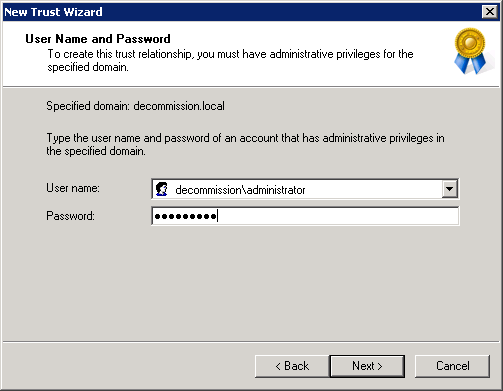 New Trust Wizard
User Name and Password
To create this trust relationship, you must have administrative privileges for the
specified domain.
Specified domain: decommission.local
Type the user name and password of an account that has administrative privileges in
the specified domain.
User name:
decommission\administrator
Password:
●●●●●●●●●
< Back
Next >
Cancel